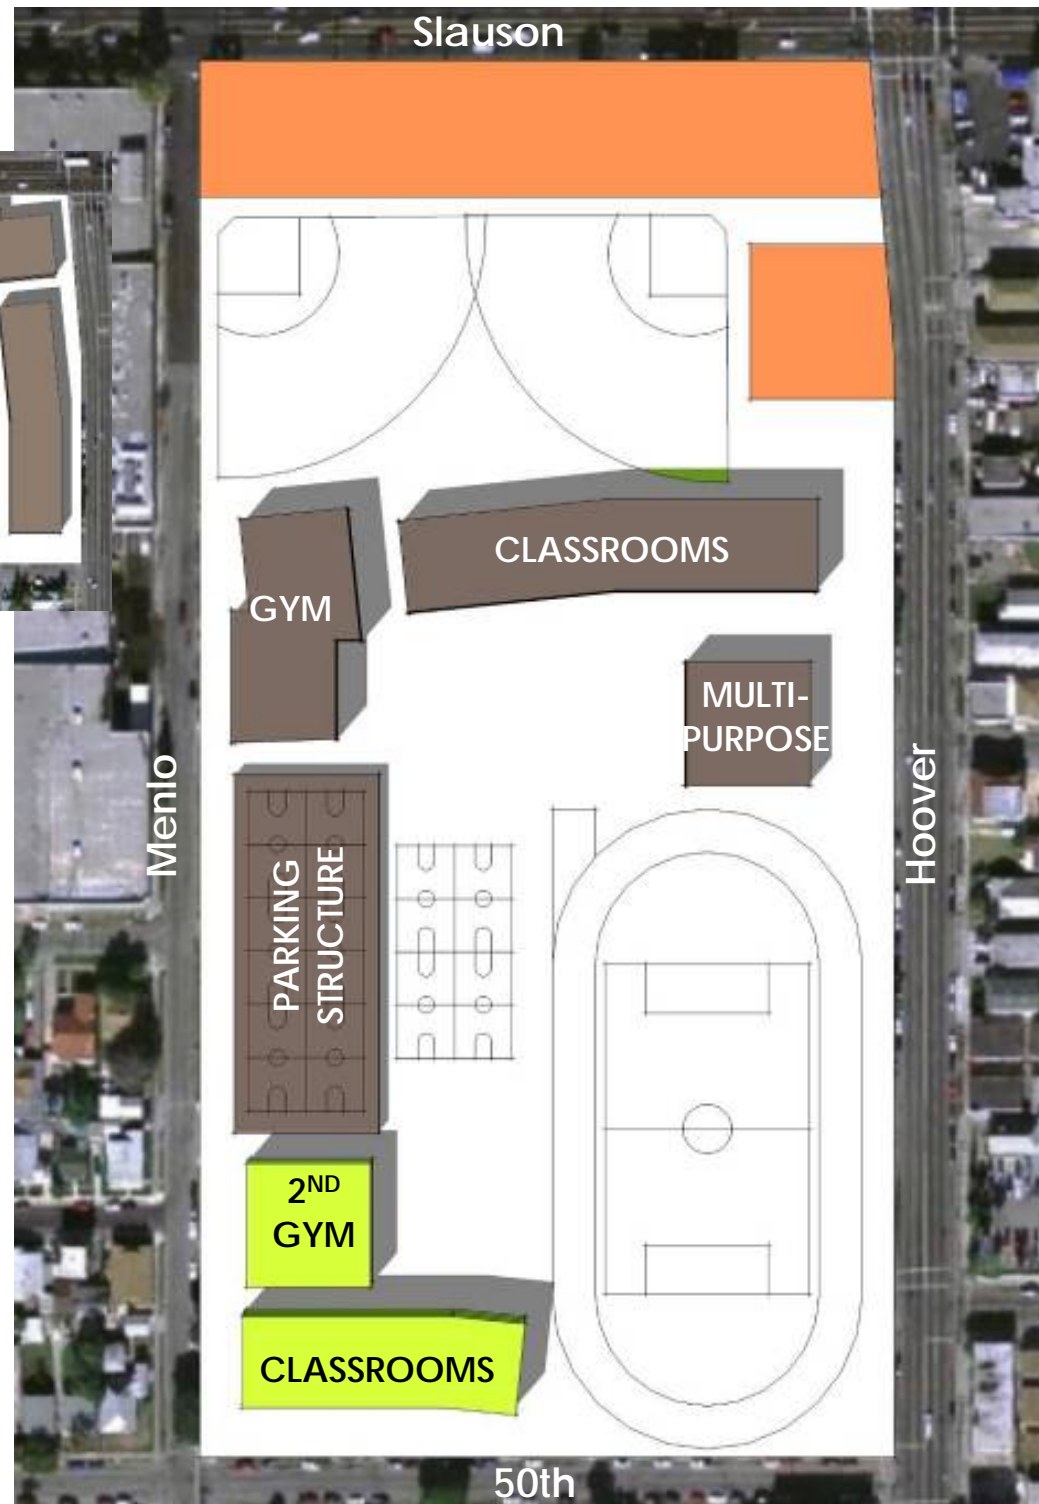 Slauson
CLASSROOMS
GYM
MULTI-
PURPOSE
Menlo
Hoover
PARKING
STRUCTURE
2ND
GYM
CLASSROOMS
50th